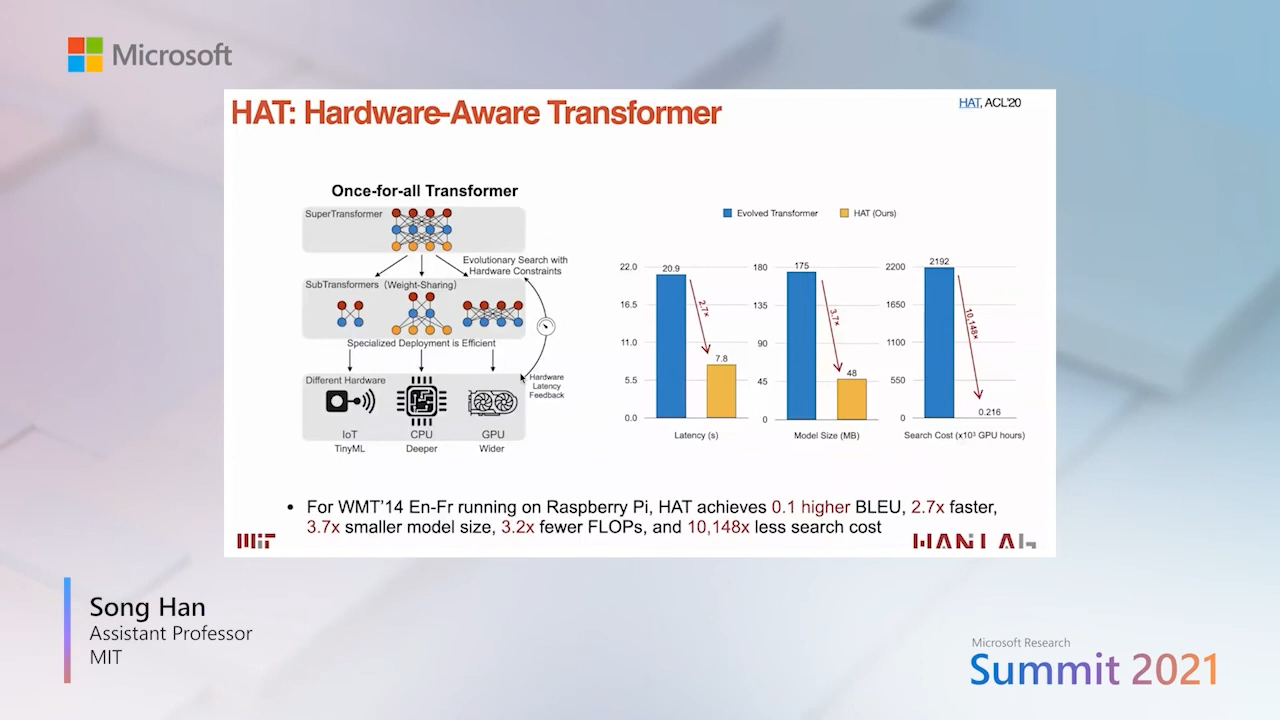 Microsoft
HAT: Hardware-Aware Transformer
HAT, ACL'20
Once-for-all Transformer
SuperTransformer
Evolutionary Search with
Hardware Constraints
SubTransformers (Weight-Sharing)
Specialized Deployment is Efficient
Different Hardware
Hardware
Latency
Feedback
IoT
CPU
GPU
TinyML
Deeper
Wider
Evolved Transformer
HAT (Ours)
22.0
16.5
11.0
5.5
0.0
20.9
2.7x
7.8
Latency (s)
180
135
90
45
0
175
3.7x
48
Model Size (MB)
2200
1650
1100
550
0
2192
10,148x
0.216
Search Cost (x10³ GPU hours)
• For WMT'14 En-Fr running on Raspberry Pi, HAT achieves 0.1 higher BLEU, 2.7x faster,
3.7x smaller model size, 3.2x fewer FLOPs, and 10,148x less search cost
MIT
HAN LAB
Song Han
Assistant Professor
MIT
Microsoft Research
Summit 2021